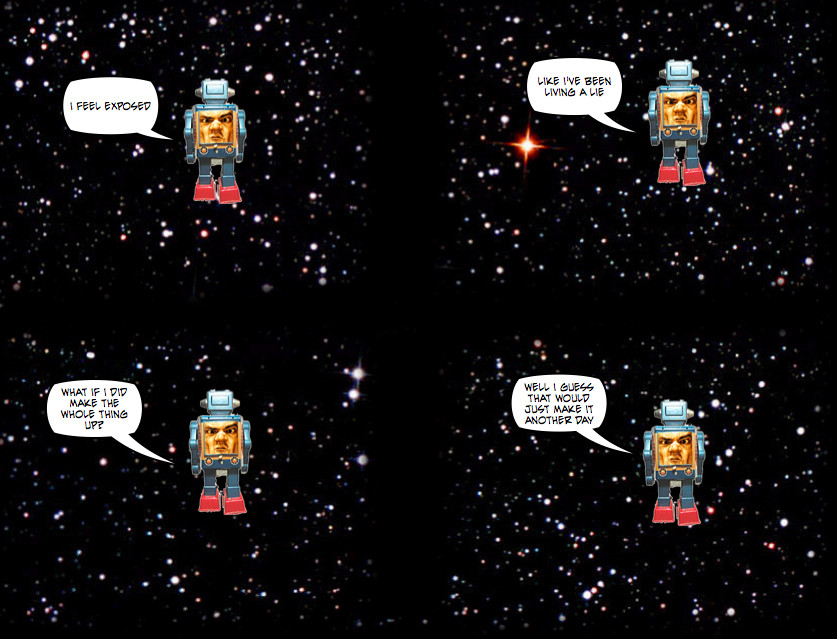 I FEEL EXPOSED
LIKE I'VE BEEN
LIVING A LIE
WHAT IF I DID
MAKE THE
WHOLE THING
UP?
WELL I GUESS
THAT WOULD
JUST MAKE IT
ANOTHER DAY